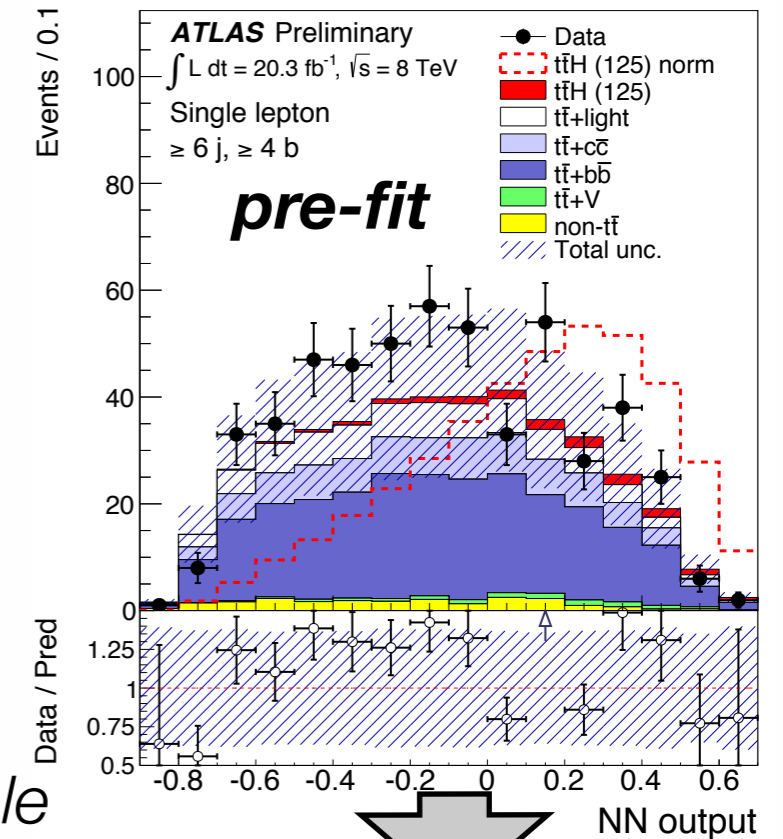 Events / 0.1
ATLAS Preliminary
∫ L dt = 20.3 fb⁻¹, √s = 8 TeV
Single lepton
≥ 6 j, ≥ 4 b
pre-fit
Data
tt̄H (125) norm
tt̄H (125)
tt̄+light
tt̄+cc̄
tt̄+bb̄
tt̄+V
non-tt̄
Total unc.
100
80
60
40
20
0
Data / Pred
1.25
1
0.75
0.5
-0.8 -0.6 -0.4 -0.2 0 0.2 0.4 0.6
NN output
le